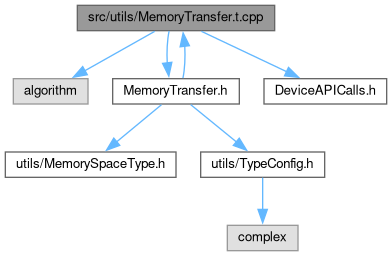 src/utils/MemoryTransfer.t.cpp
algorithm
MemoryTransfer.h
DeviceAPICalls.h
utils/MemorySpaceType.h
utils/TypeConfig.h
complex